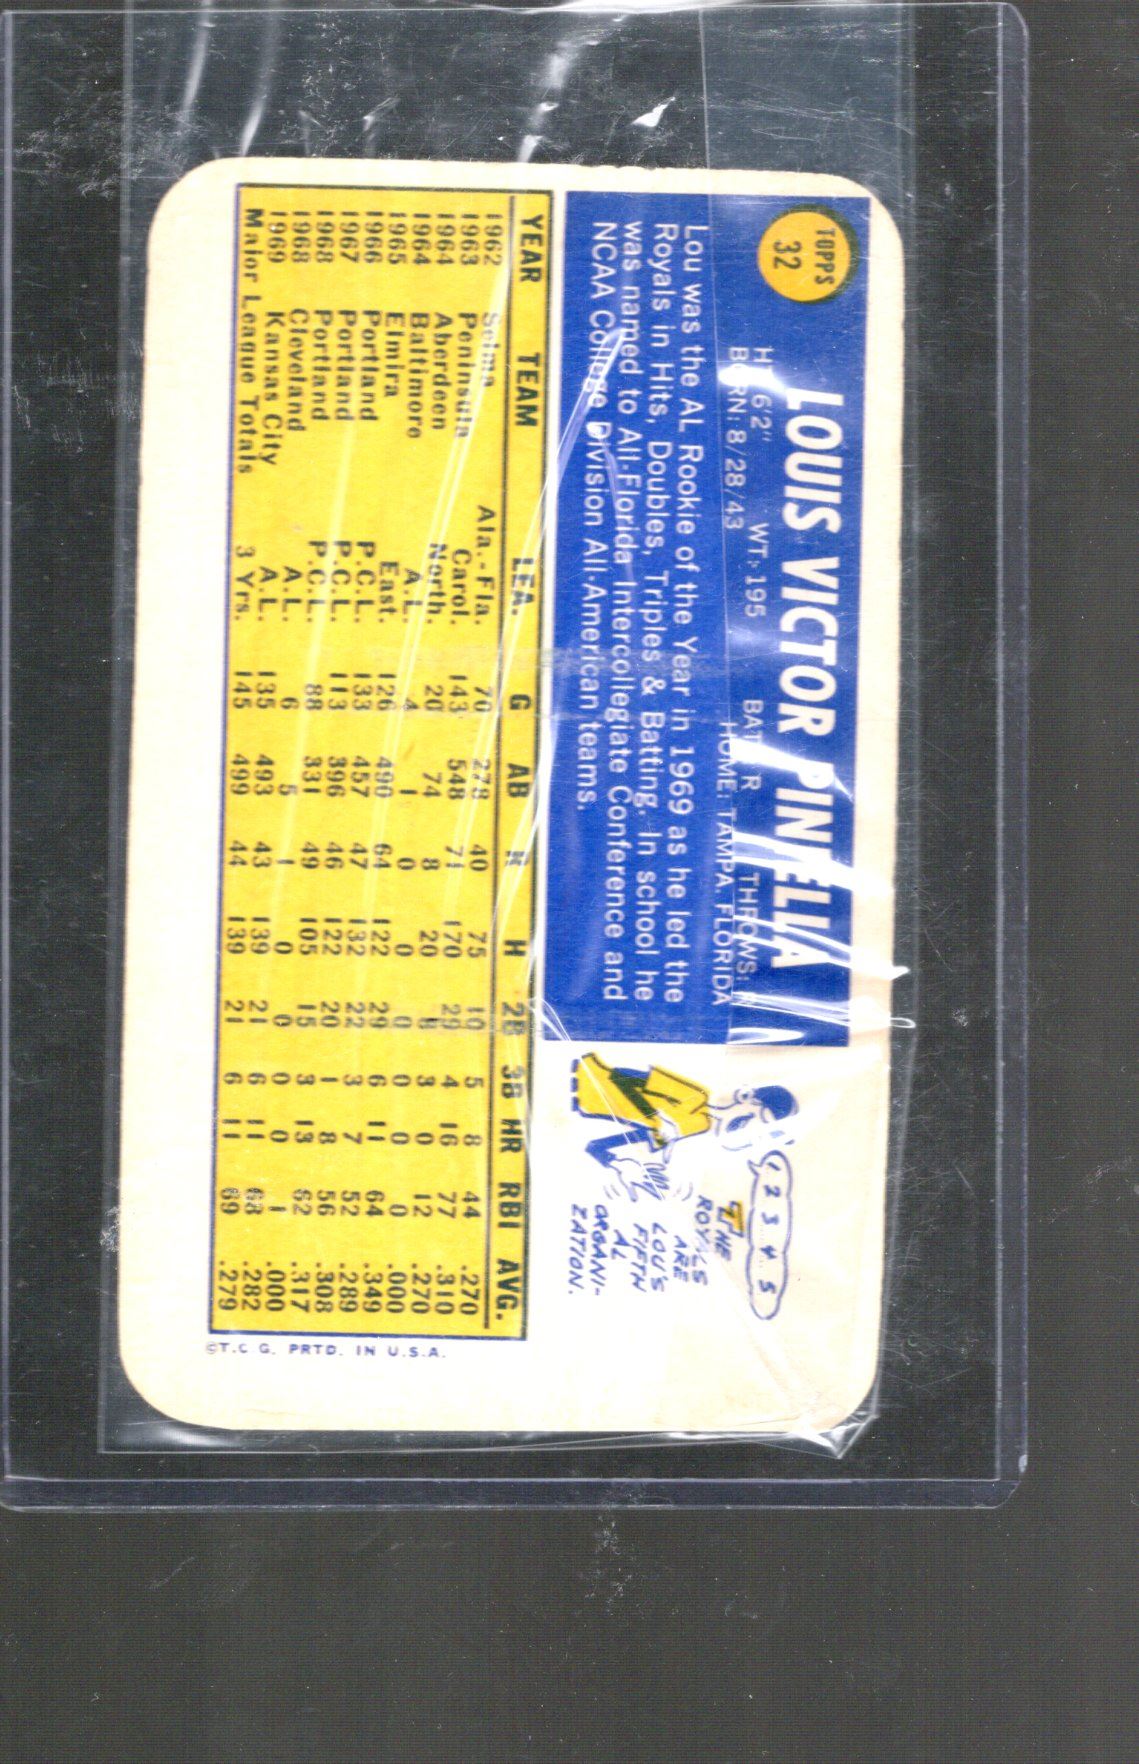 TOPPS
32
LOUIS VICTOR PINELLA
HT: 6'2" WT: 195 BATS: R THROWS: R
BORN: 8/28/43 HOME: TAMPA, FLORIDA
Lou was the AL Rookie of the Year in 1969 as he led the
Royals in Hits, Doubles, Triples & Batting. In school he
was named to All-Florida Intercollegiate Conference and
NCAA College Division All-American teams.
1 2 3 4 5
THE
ROYALS
ARE
LOU'S
FIFTH
AL
ORGANI-
ZATION.
YEAR TEAM LEA. G AB R H 2B 3B HR RBI AVG.
1962 Selma Ala.-Fla. 70 278 40 75 10 5 8 44 .270
1963 Peninsula Carol. 143 548 71 170 29 4 16 77 .310
1964 Aberdeen North. 20 74 8 20 8 3 0 12 .270
1964 Baltimore A.L. 4 1 0 0 0 0 0 0 .000
1965 Elmira East. 126 490 64 122 29 6 11 64 .349
1966 Portland P.C.L. 133 457 47 132 22 3 7 52 .289
1967 Portland P.C.L. 113 396 46 122 20 1 8 56 .308
1968 Portland P.C.L. 88 331 49 105 15 3 13 62 .317
1968 Cleveland A.L. 6 5 1 0 0 0 0 1 .000
1969 Kansas City A.L. 135 493 43 139 21 6 11 68 .282
Major League Totals 3 Yrs. 145 499 44 139 21 6 11 69 .279
©T.C.G. PRTD. IN U.S.A.